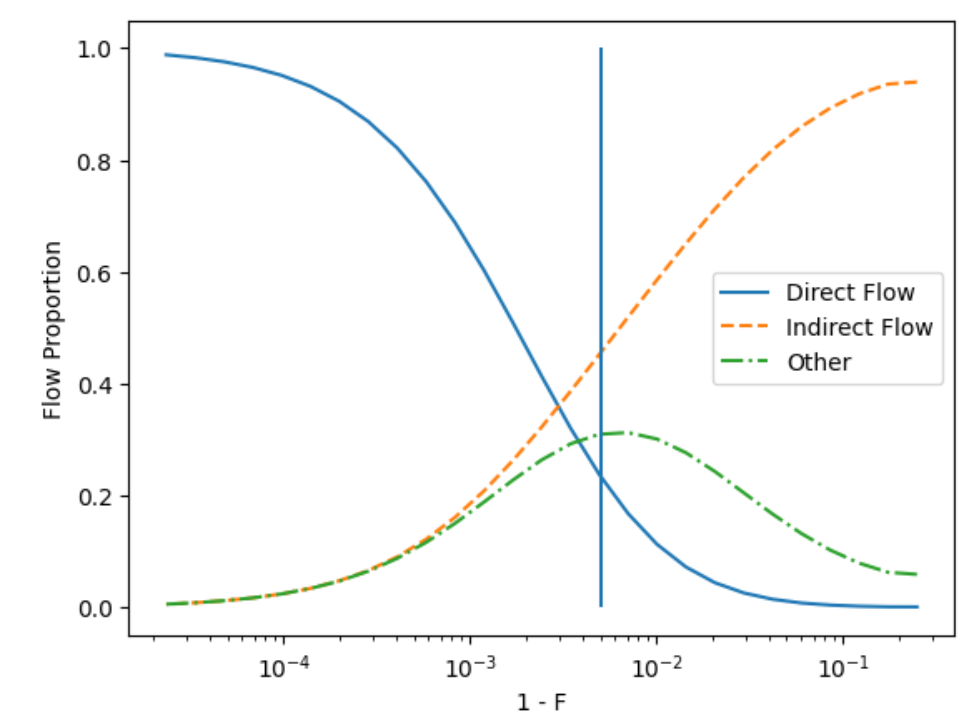 1.0
0.8
0.6
0.4
0.2
0.0
Flow Proportion
Direct Flow
Indirect Flow
Other
10⁻⁴ 10⁻³ 10⁻² 10⁻¹
1 - F